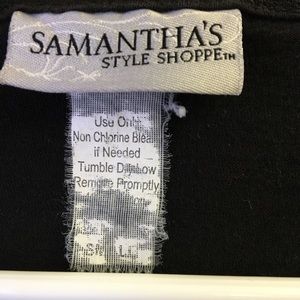 SAMANTHA'S
STYLE SHOPPE™
Use Only
Non Chlorine Bleach
if Needed
Tumble Dry Low
Remove Promptly